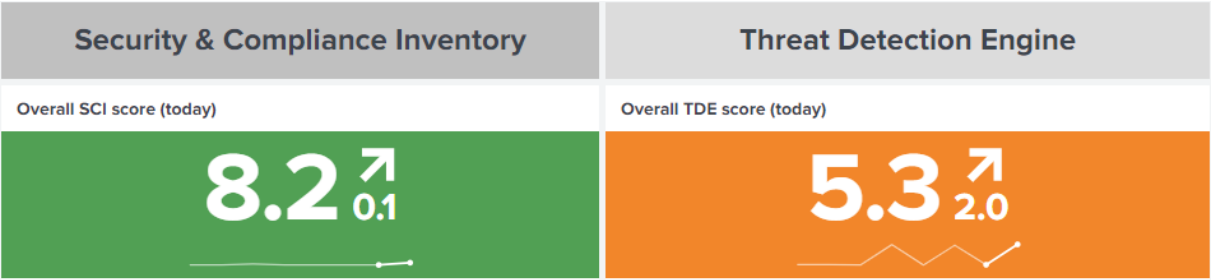 Security & Compliance Inventory
Threat Detection Engine
Overall SCI score (today)
Overall TDE score (today)
8.2 0.1
5.3 2.0